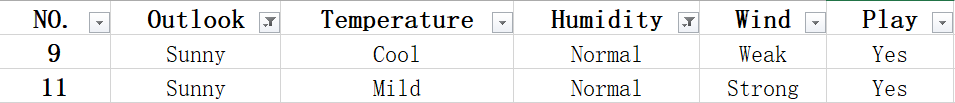 NO. Outlook Temperature Humidity Wind Play
9 Sunny Cool Normal Weak Yes
11 Sunny Mild Normal Strong Yes